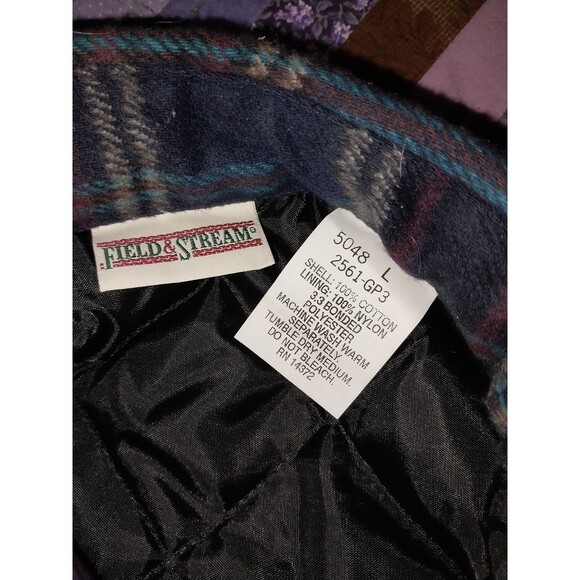 FIELD & STREAM®
5048 L
2561-GP3
SHELL: 100% COTTON
LINING: 100% NYLON
3.3 BONDED
POLYESTER
MACHINE WASH WARM
SEPARATELY.
TUMBLE DRY MEDIUM.
DO NOT BLEACH.
RN 14372